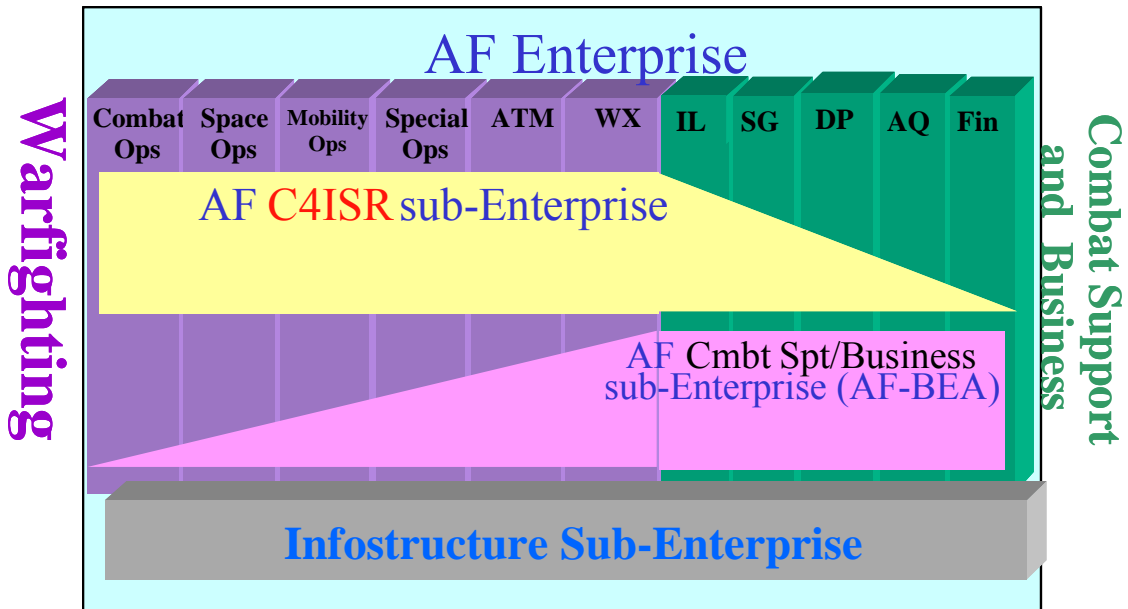 AF Enterprise
Warfighting
Combat
Ops
Space
Ops
Mobility
Ops
Special
Ops
ATM
WX
IL
SG
DP
AQ
Fin
Combat Support
and Business
AF C4ISR sub-Enterprise
AF Cmbt Spt/Business
sub-Enterprise (AF-BEA)
Infostructure Sub-Enterprise